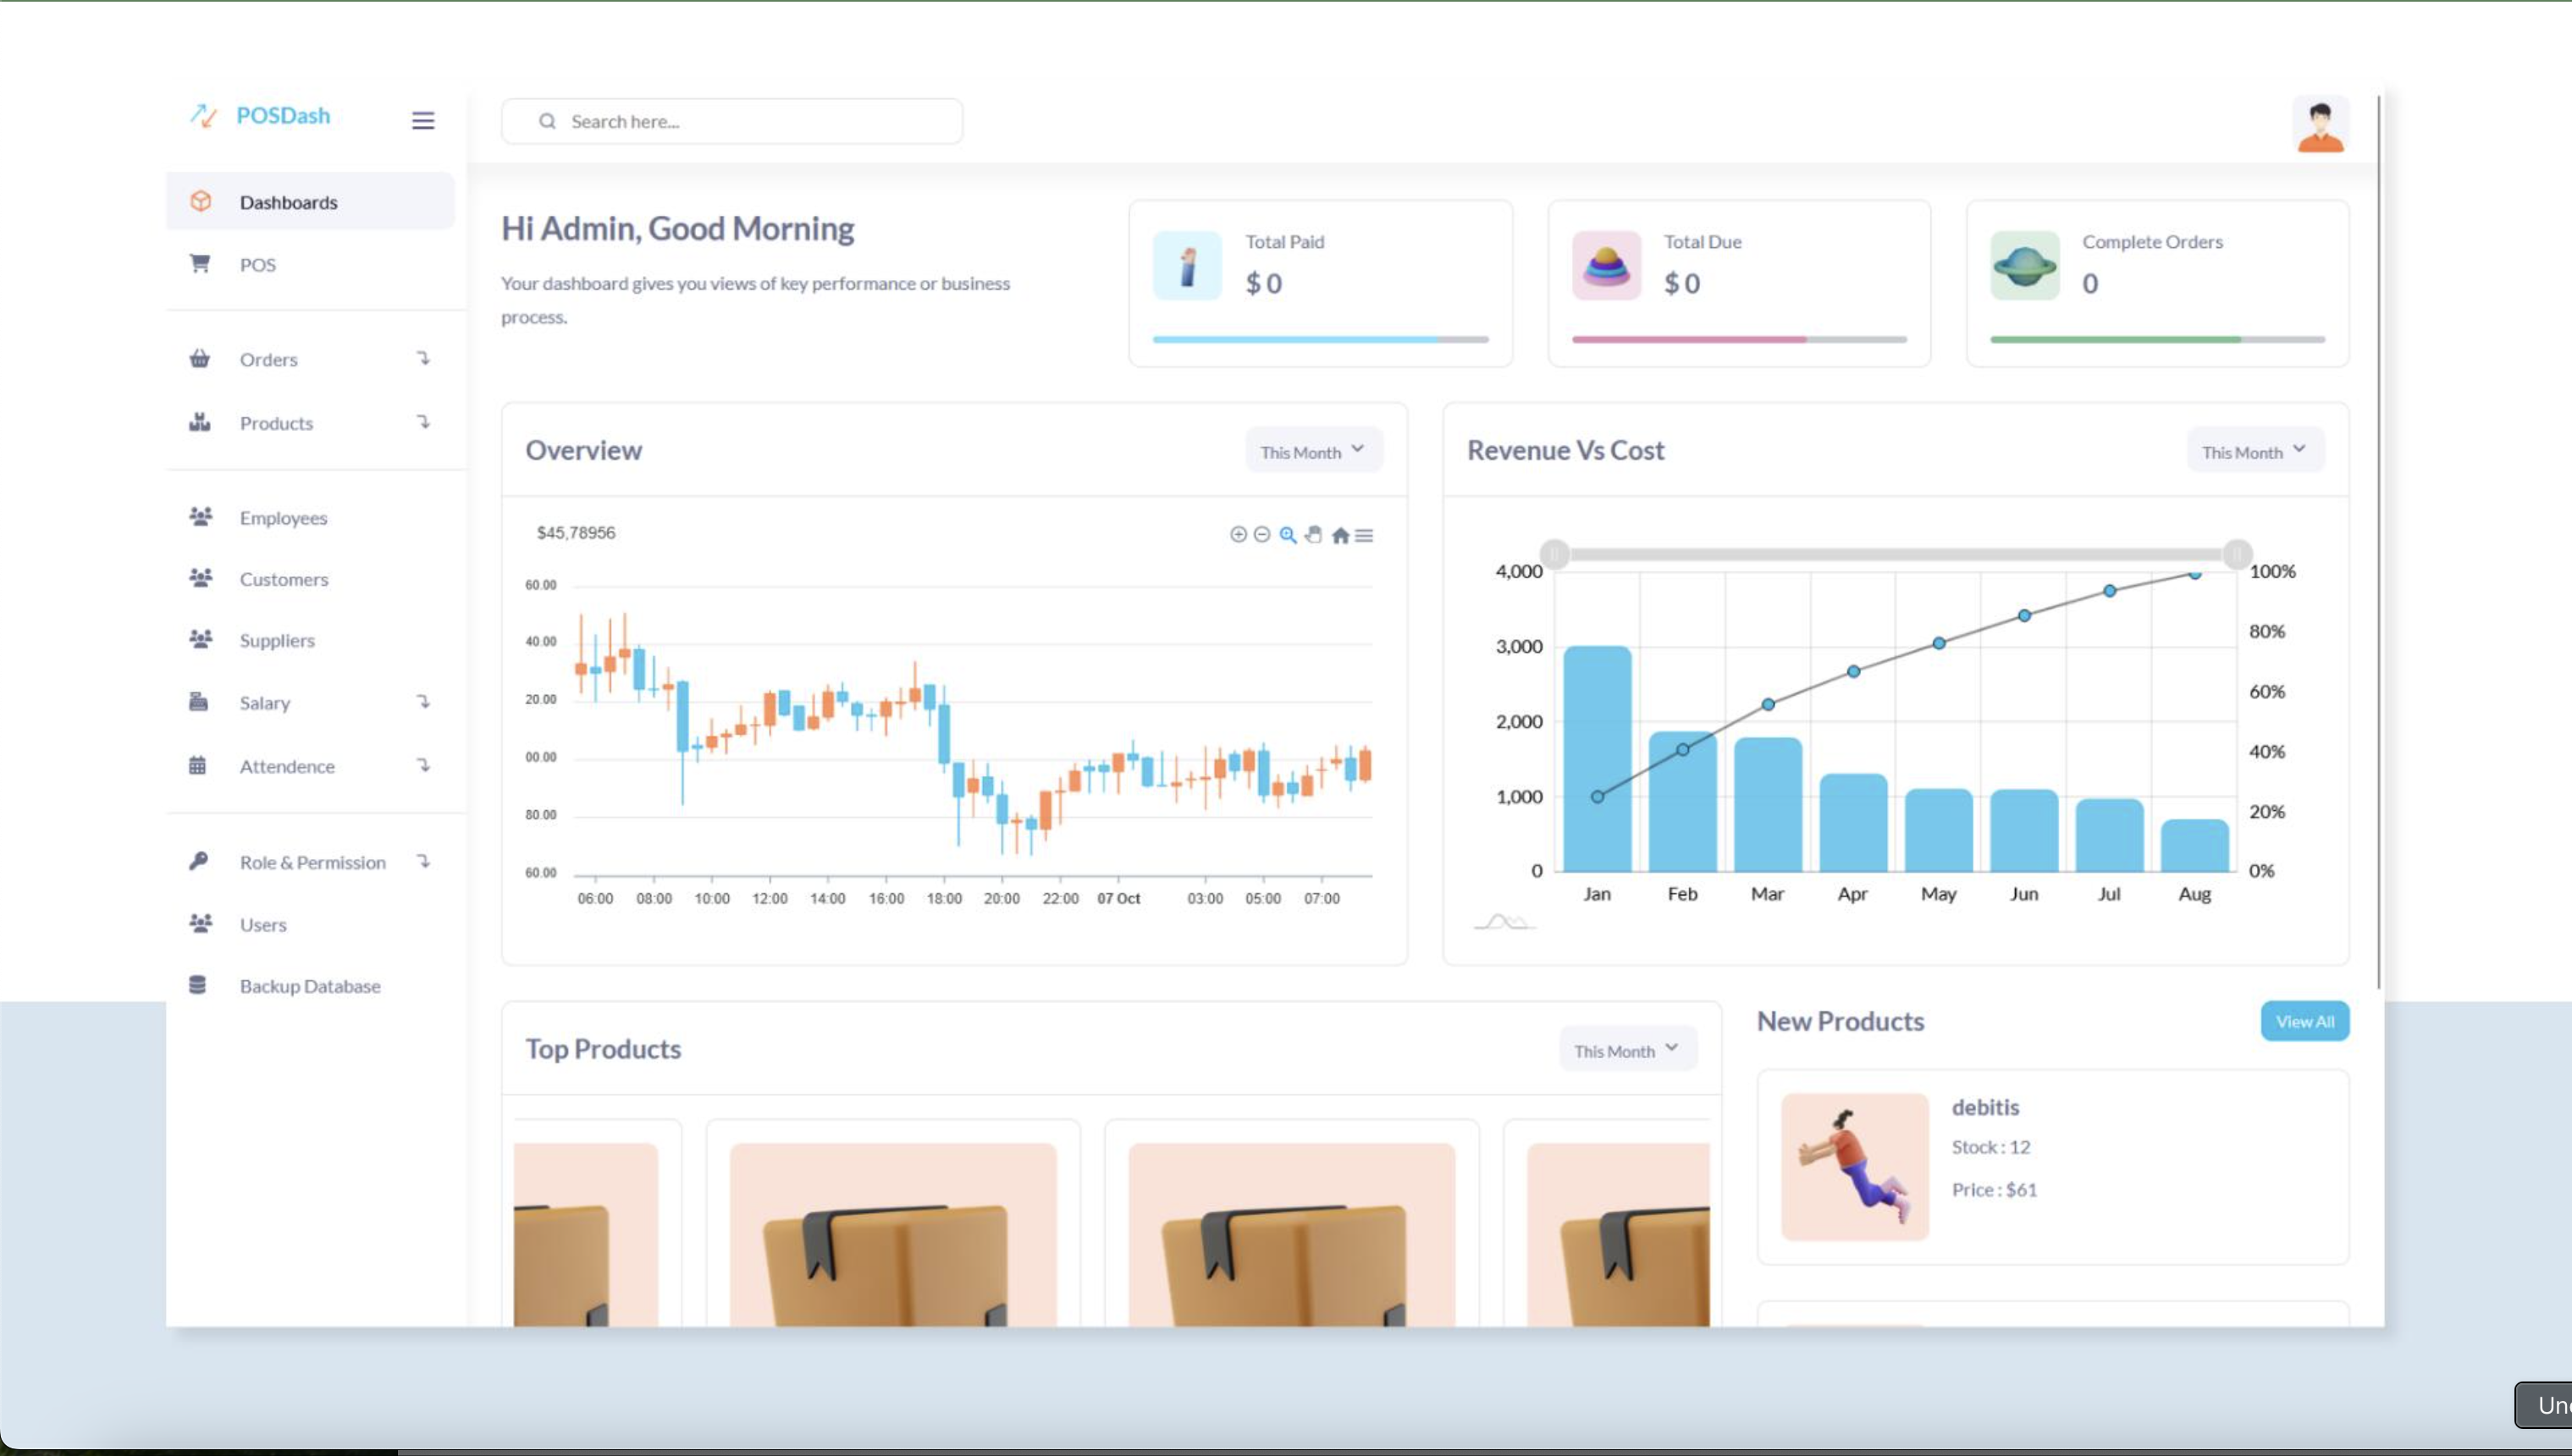 POSDash
Search here...
Dashboards
POS
Orders
Products
Employees
Customers
Suppliers
Salary
Attendence
Role & Permission
Users
Backup Database
Hi Admin, Good Morning
Your dashboard gives you views of key performance or business
process.
Total Paid
$ 0
Total Due
$ 0
Complete Orders
0
Overview
This Month
$45,78956
60.00
40.00
20.00
00.00
80.00
60.00
06:00 08:00 10:00 12:00 14:00 16:00 18:00 20:00 22:00 07 Oct 03:00 05:00 07:00
Revenue Vs Cost
This Month
4,000 100%
80%
3,000
60%
2,000
40%
1,000
20%
0 0%
Jan Feb Mar Apr May Jun Jul Aug
Top Products
This Month
New Products
View All
debitis
Stock : 12
Price : $61